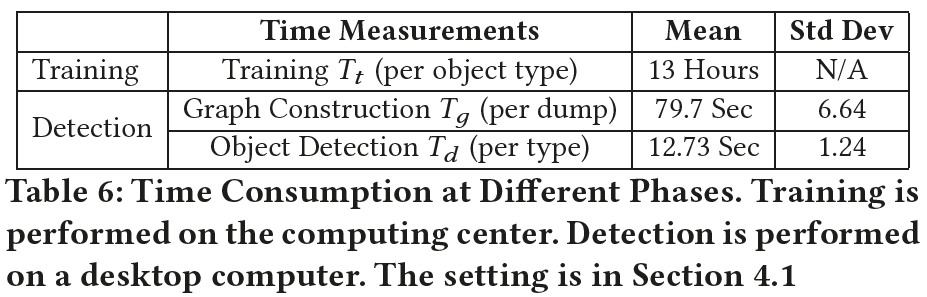 Time Measurements Mean Std Dev
Training Training Tₜ (per object type) 13 Hours N/A
Detection Graph Construction T_g (per dump) 79.7 Sec 6.64
Object Detection T_d (per type) 12.73 Sec 1.24
Table 6: Time Consumption at Different Phases. Training is
performed on the computing center. Detection is performed
on a desktop computer. The setting is in Section 4.1